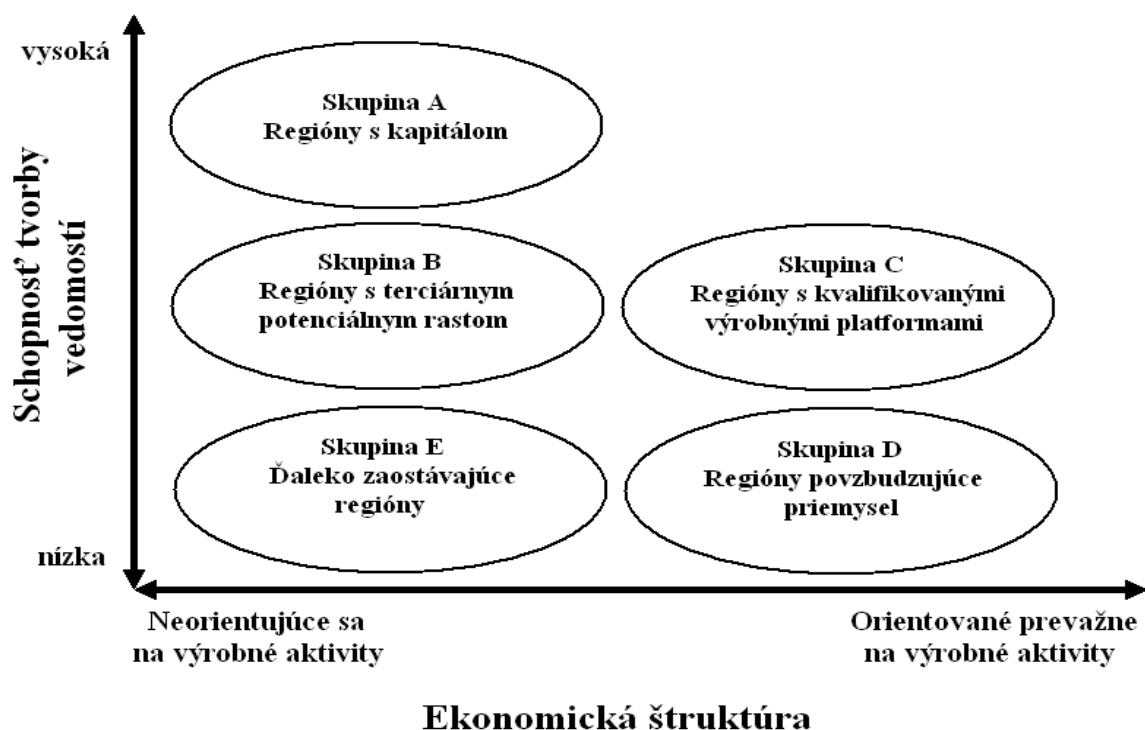 vysoká
Skupina A
Regióny s kapitálom
Schopnosť tvorby
vedomostí
Skupina B
Regióny s terciárnym
potenciálnym rastom
Skupina C
Regióny s kvalifikovanými
výrobnými platformami
Skupina E
Ďaleko zaostávajúce
regióny
Skupina D
Regióny povzbudzujúce
priemysel
nízka
Neorientujúce sa
na výrobné aktivity
Orientované prevažne
na výrobné aktivity
Ekonomická štruktúra